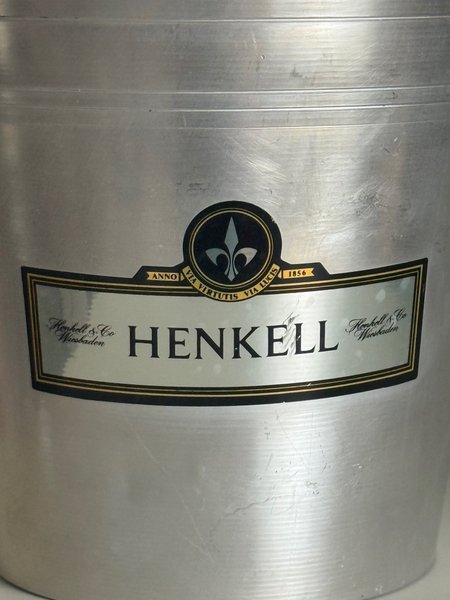 ANNO VIA VIRTUTIS VIA LUCIS 1856
Henkell & Co
Wiesbaden
HENKELL
Henkell & Co
Wiesbaden